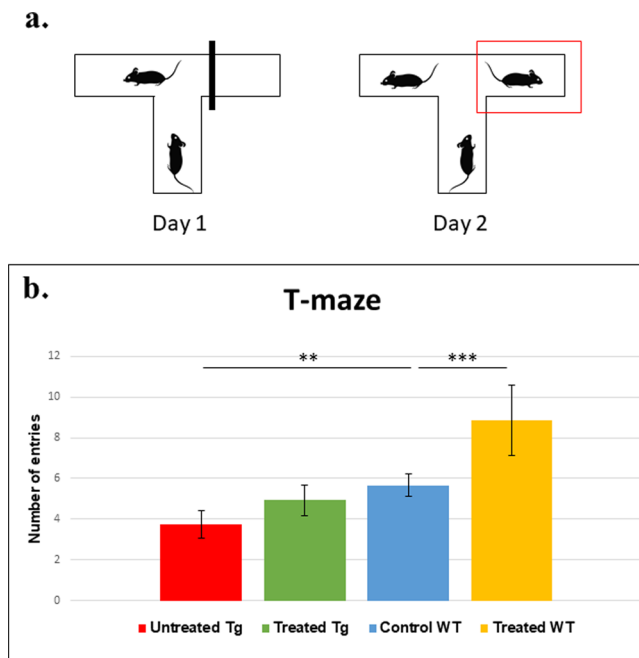 a.
Day 1
Day 2
b.
T-maze
** ***
Number of entries
12
10
8
6
4
2
0
Untreated Tg Treated Tg Control WT Treated WT